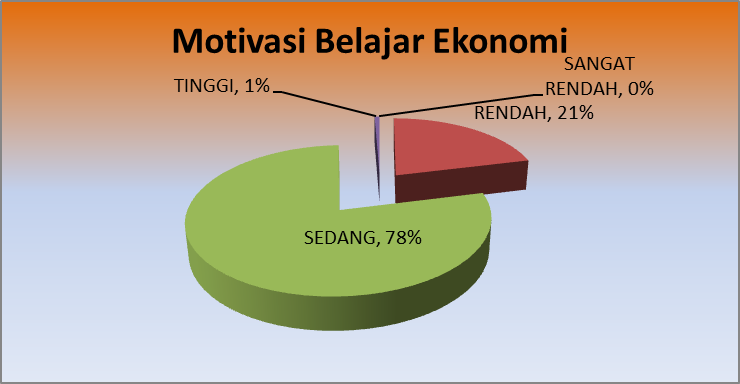 Motivasi Belajar Ekonomi
SANGAT
RENDAH, 0%
TINGGI, 1%
RENDAH, 21%
SEDANG, 78%